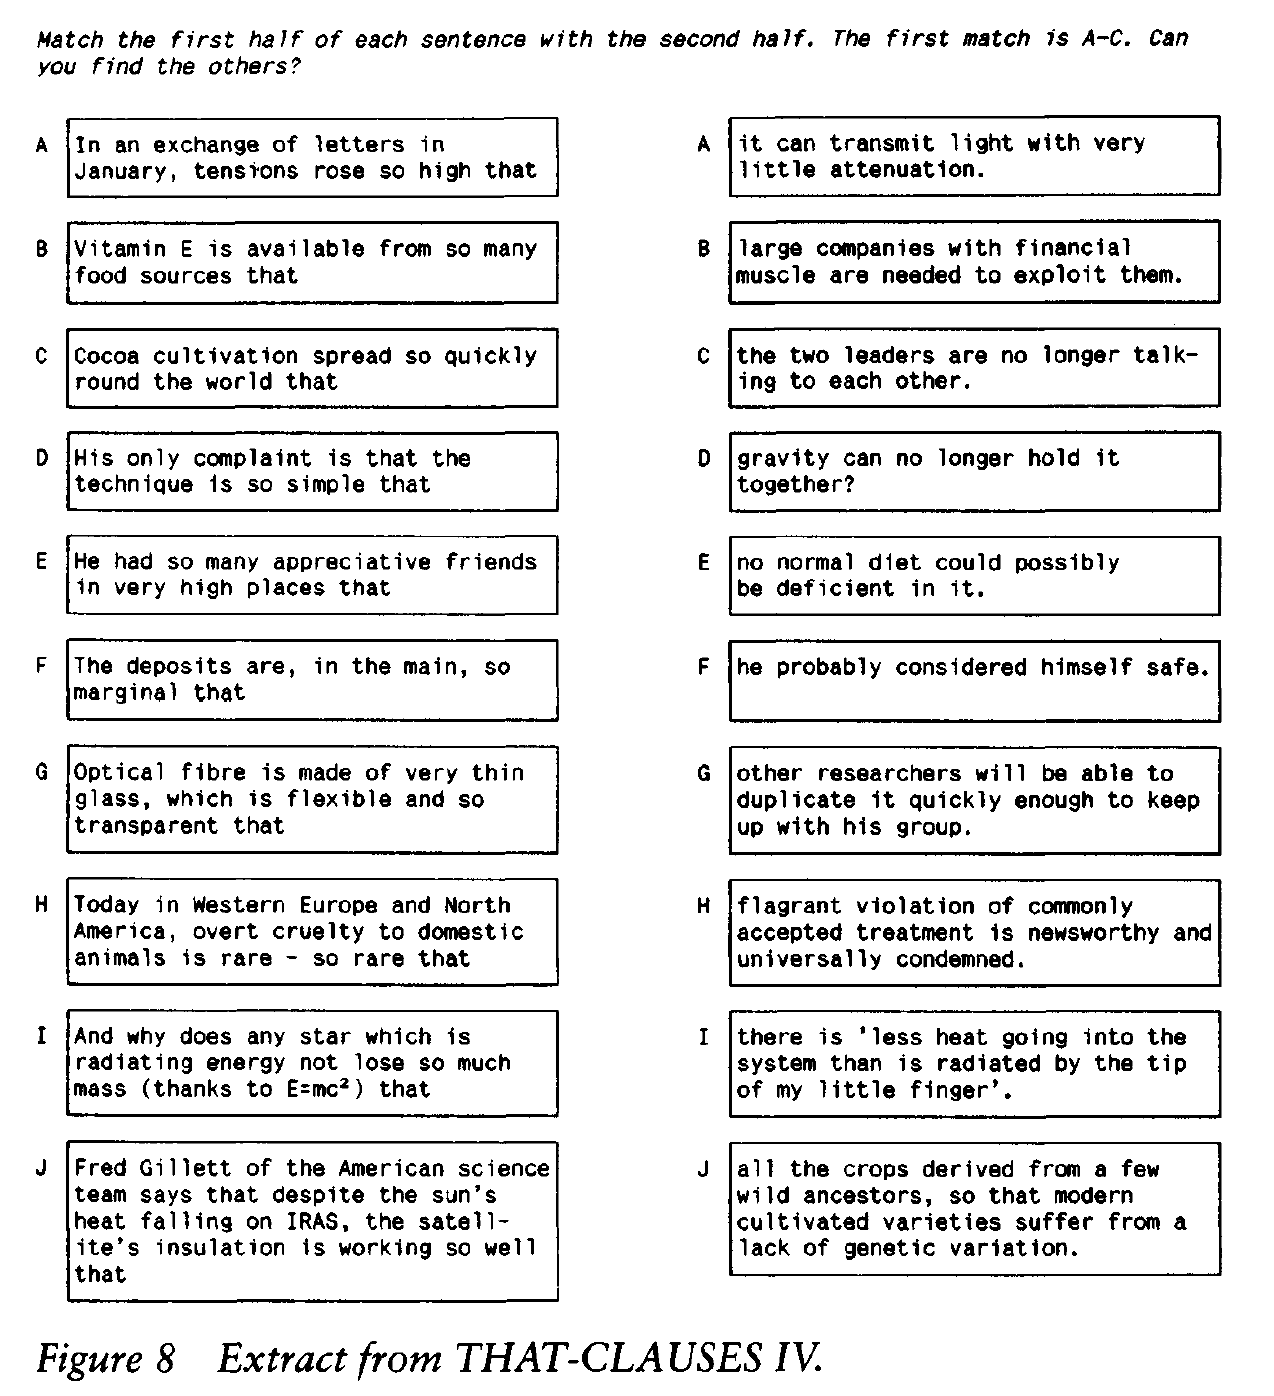 Match the first half of each sentence with the second half. The first match is A-C. Can
you find the others?
A
In an exchange of letters in
January, tensions rose so high that
A
it can transmit light with very
little attenuation.
B
Vitamin E is available from so many
food sources that
B
large companies with financial
muscle are needed to exploit them.
C
Cocoa cultivation spread so quickly
round the world that
C
the two leaders are no longer talk-
ing to each other.
D
His only complaint is that the
technique is so simple that
D
gravity can no longer hold it
together?
E
He had so many appreciative friends
in very high places that
E
no normal diet could possibly
be deficient in it.
F
The deposits are, in the main, so
marginal that
F
he probably considered himself safe.
G
Optical fibre is made of very thin
glass, which is flexible and so
transparent that
G
other researchers will be able to
duplicate it quickly enough to keep
up with his group.
H
Today in Western Europe and North
America, overt cruelty to domestic
animals is rare - so rare that
H
flagrant violation of commonly
accepted treatment is newsworthy and
universally condemned.
I
And why does any star which is
radiating energy not lose so much
mass (thanks to E=mc²) that
I
there is 'less heat going into the
system than is radiated by the tip
of my little finger'.
J
Fred Gillett of the American science
team says that despite the sun's
heat falling on IRAS, the satell-
ite's insulation is working so well
that
J
all the crops derived from a few
wild ancestors, so that modern
cultivated varieties suffer from a
lack of genetic variation.
Figure 8 Extract from THAT-CLAUSES IV.